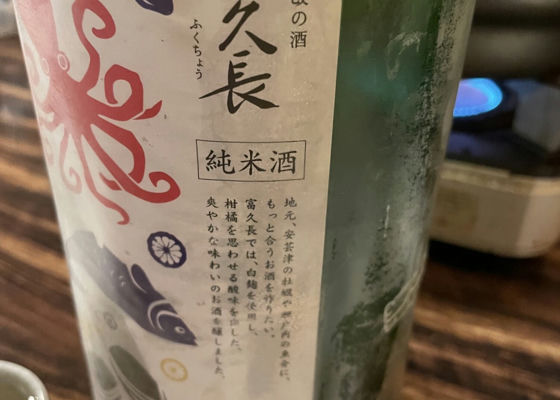 の酒
久長
ふくちょう
純米酒
地元、安芸津の牡蠣や瀬戸内の魚介に、
もっと合うお酒を作りたい。
富久長では、白麹を使用し、
柑橘を思わせる酸味を出した、
爽やかな味わいのお酒を醸しました。